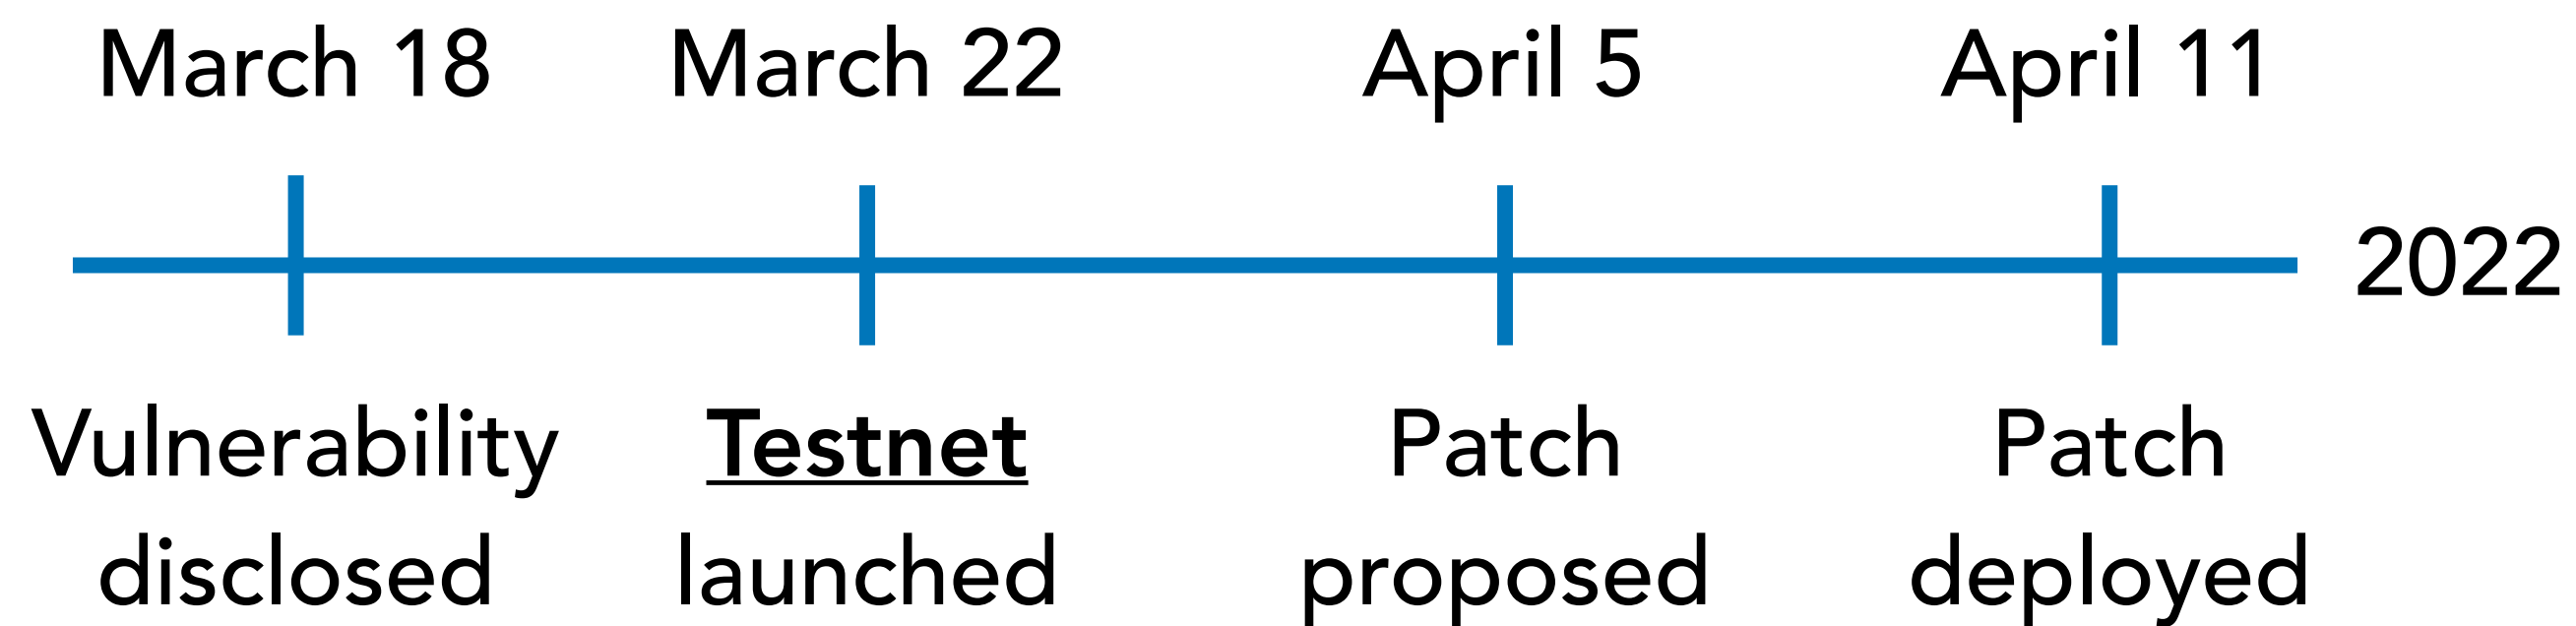 March 18
March 22
April 5
April 11
2022
Vulnerability
disclosed
Testnet
launched
Patch
proposed
Patch
deployed